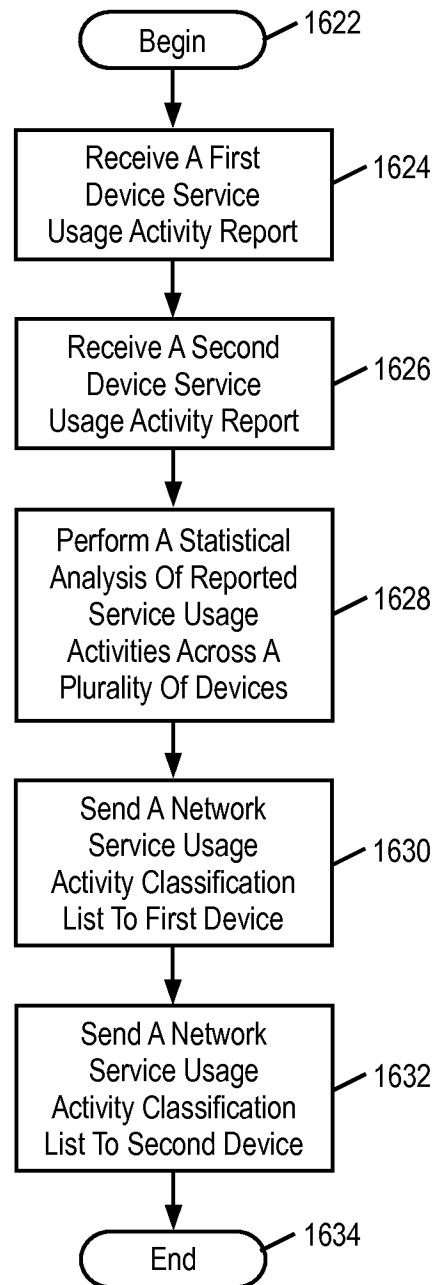 Begin
1622
Receive A First
Device Service
Usage Activity Report
1624
Receive A Second
Device Service
Usage Activity Report
1626
Perform A Statistical
Analysis Of Reported
Service Usage
Activities Across A
Plurality Of Devices
1628
Send A Network
Service Usage
Activity Classification
List To First Device
1630
Send A Network
Service Usage
Activity Classification
List To Second Device
1632
End
1634